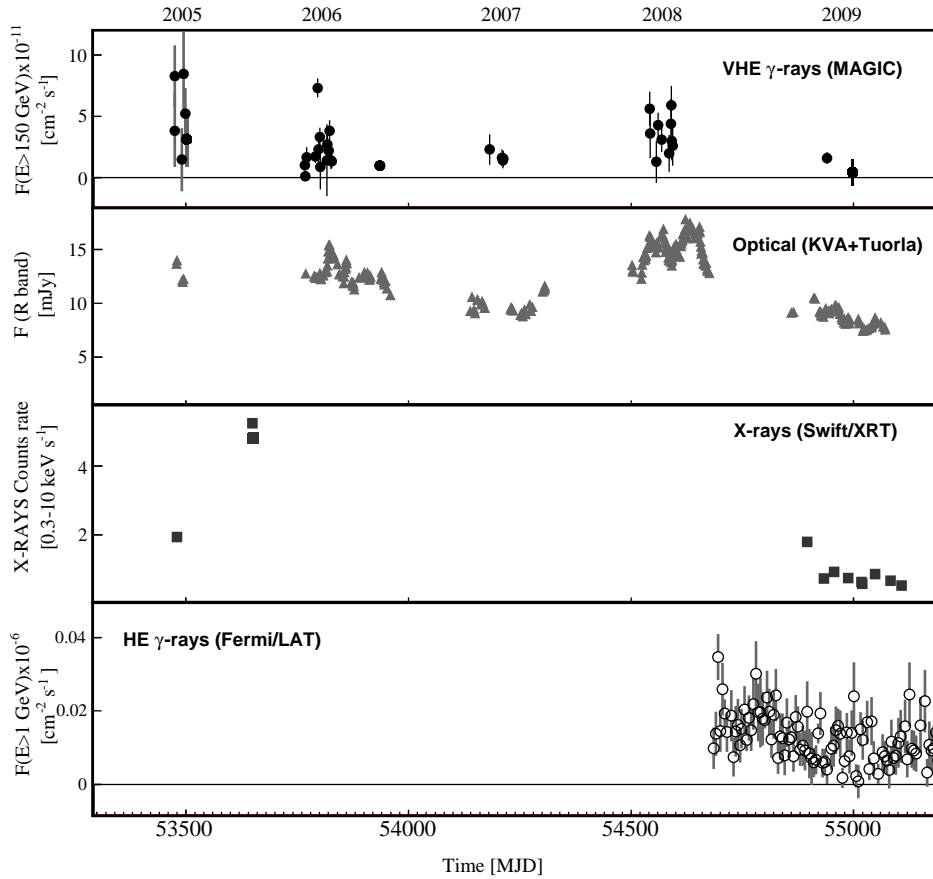 2005 2006 2007 2008 2009
F(E>150 GeV)x10⁻¹¹
[cm⁻² s⁻¹]
10
5
0
VHE γ-rays (MAGIC)
F (R band)
[mJy]
15
10
5
Optical (KVA+Tuorla)
X-RAYS Counts rate
[0.3-10 keV s⁻¹]
4
2
X-rays (Swift/XRT)
F(E>1 GeV)x10⁻⁶
[cm⁻² s⁻¹]
0.04
0.02
0
HE γ-rays (Fermi/LAT)
53500 54000 54500 55000
Time [MJD]